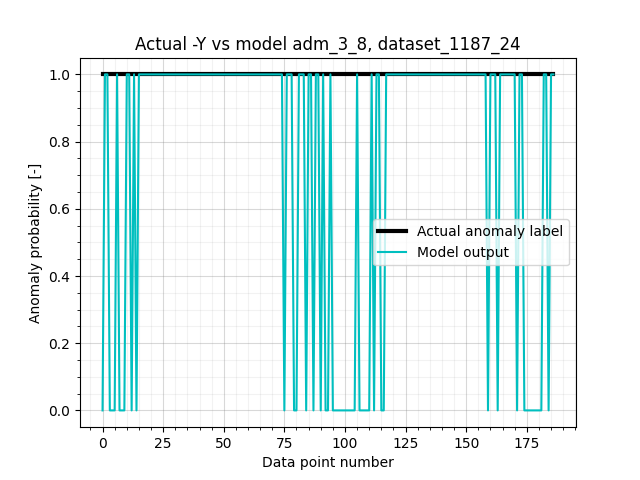 Actual -Y vs model adm_3_8, dataset_1187_24
Anomaly probability [-]
1.0
0.8
0.6
0.4
0.2
0.0
Actual anomaly label
Model output
0 25 50 75 100 125 150 175
Data point number